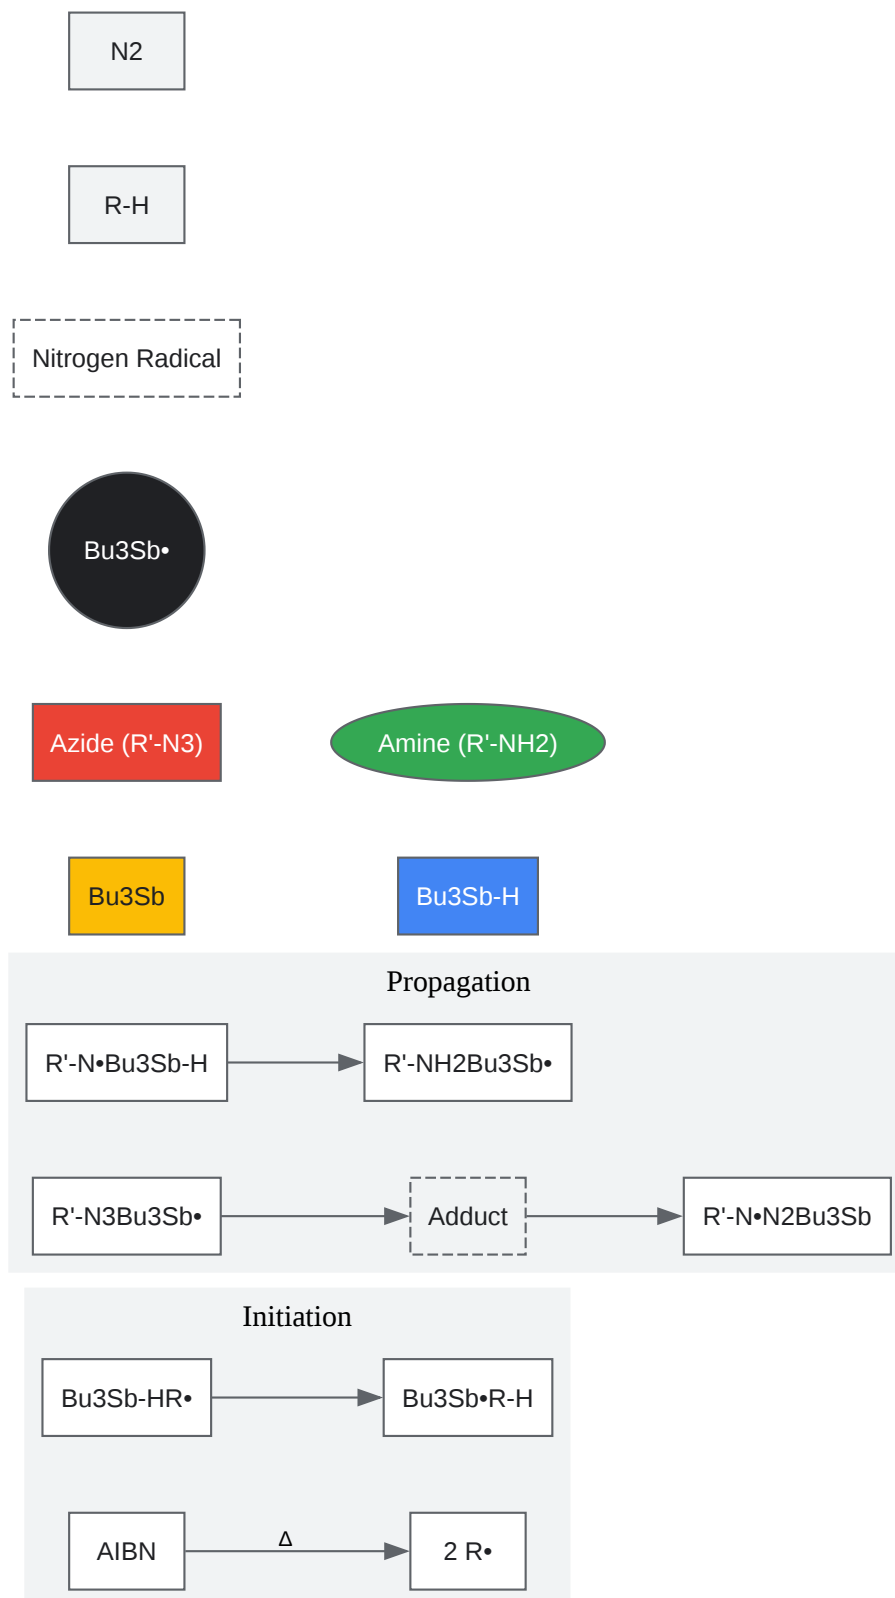 N2
R-H
Nitrogen Radical
Bu3Sb•
Azide (R'-N3)
Amine (R'-NH2)
Bu3Sb
Bu3Sb-H
Propagation
R'-N•Bu3Sb-H
R'-NH2Bu3Sb•
R'-N3Bu3Sb•
Adduct
R'-N•N2Bu3Sb
Initiation
Bu3Sb-HR•
Bu3Sb•R-H
AIBN
Δ
2 R•